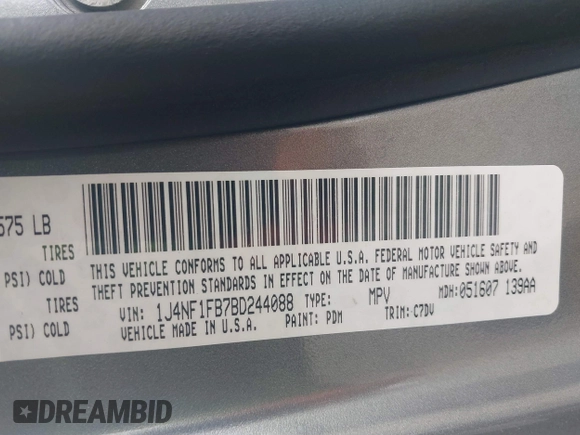 575 LB
TIRES
PSI) COLD
TIRES
PSI) COLD
THIS VEHICLE CONFORMS TO ALL APPLICABLE U.S.A. FEDERAL MOTOR VEHICLE SAFETY AND
THEFT PREVENTION STANDARDS IN EFFECT ON THE DATE OF MANUFACTURE SHOWN ABOVE.
VIN: 1J4NF1FB7BD244088 TYPE: MPV MDH: 051607 139AA
VEHICLE MADE IN U.S.A. PAINT: PDM TRIM: C7DV
DREAMBID